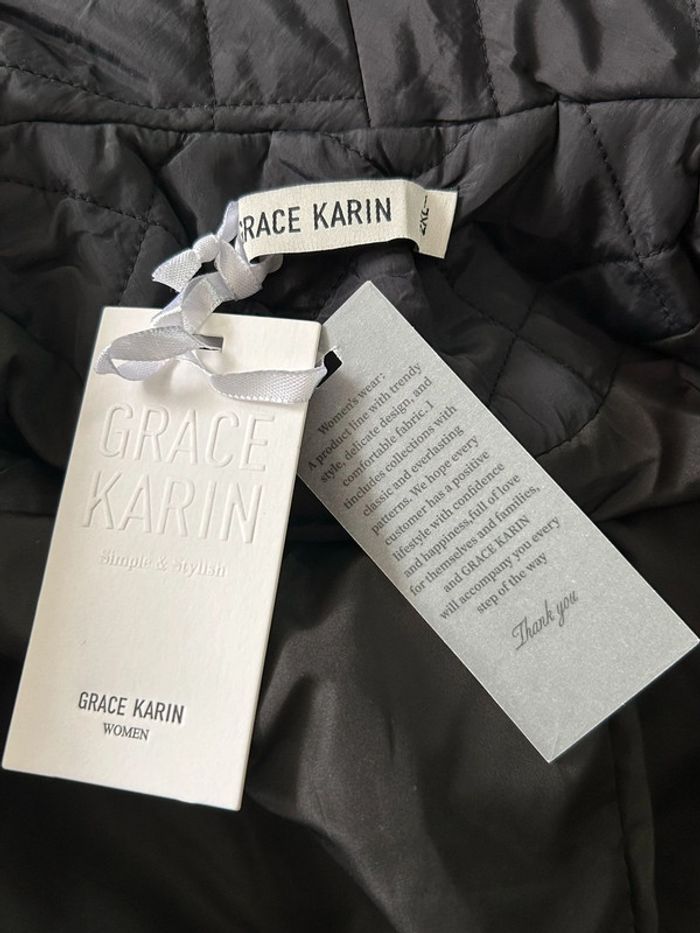 GRACE KARIN
2XL
GRACE
KARIN
Simple & Stylish
GRACE KARIN
WOMEN
Women's wear:
A product line with trendy
style, delicate design, and
comfortable fabric. I
tincludes collections with
classic and everlasting
patterns. We hope every
customer has a positive
lifestyle with confidence
and happiness,full of love
for themselves and families,
and GRACE KARIN
will accompany you every
step of the way
Thank you